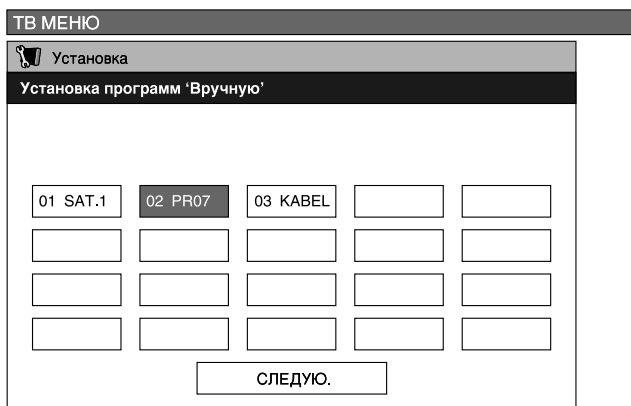 ТВ МЕНЮ
Установка
Установка программ ‘Вручную’
01 SAT.1 02 PR07 03 KABEL
СЛЕДУЮ.